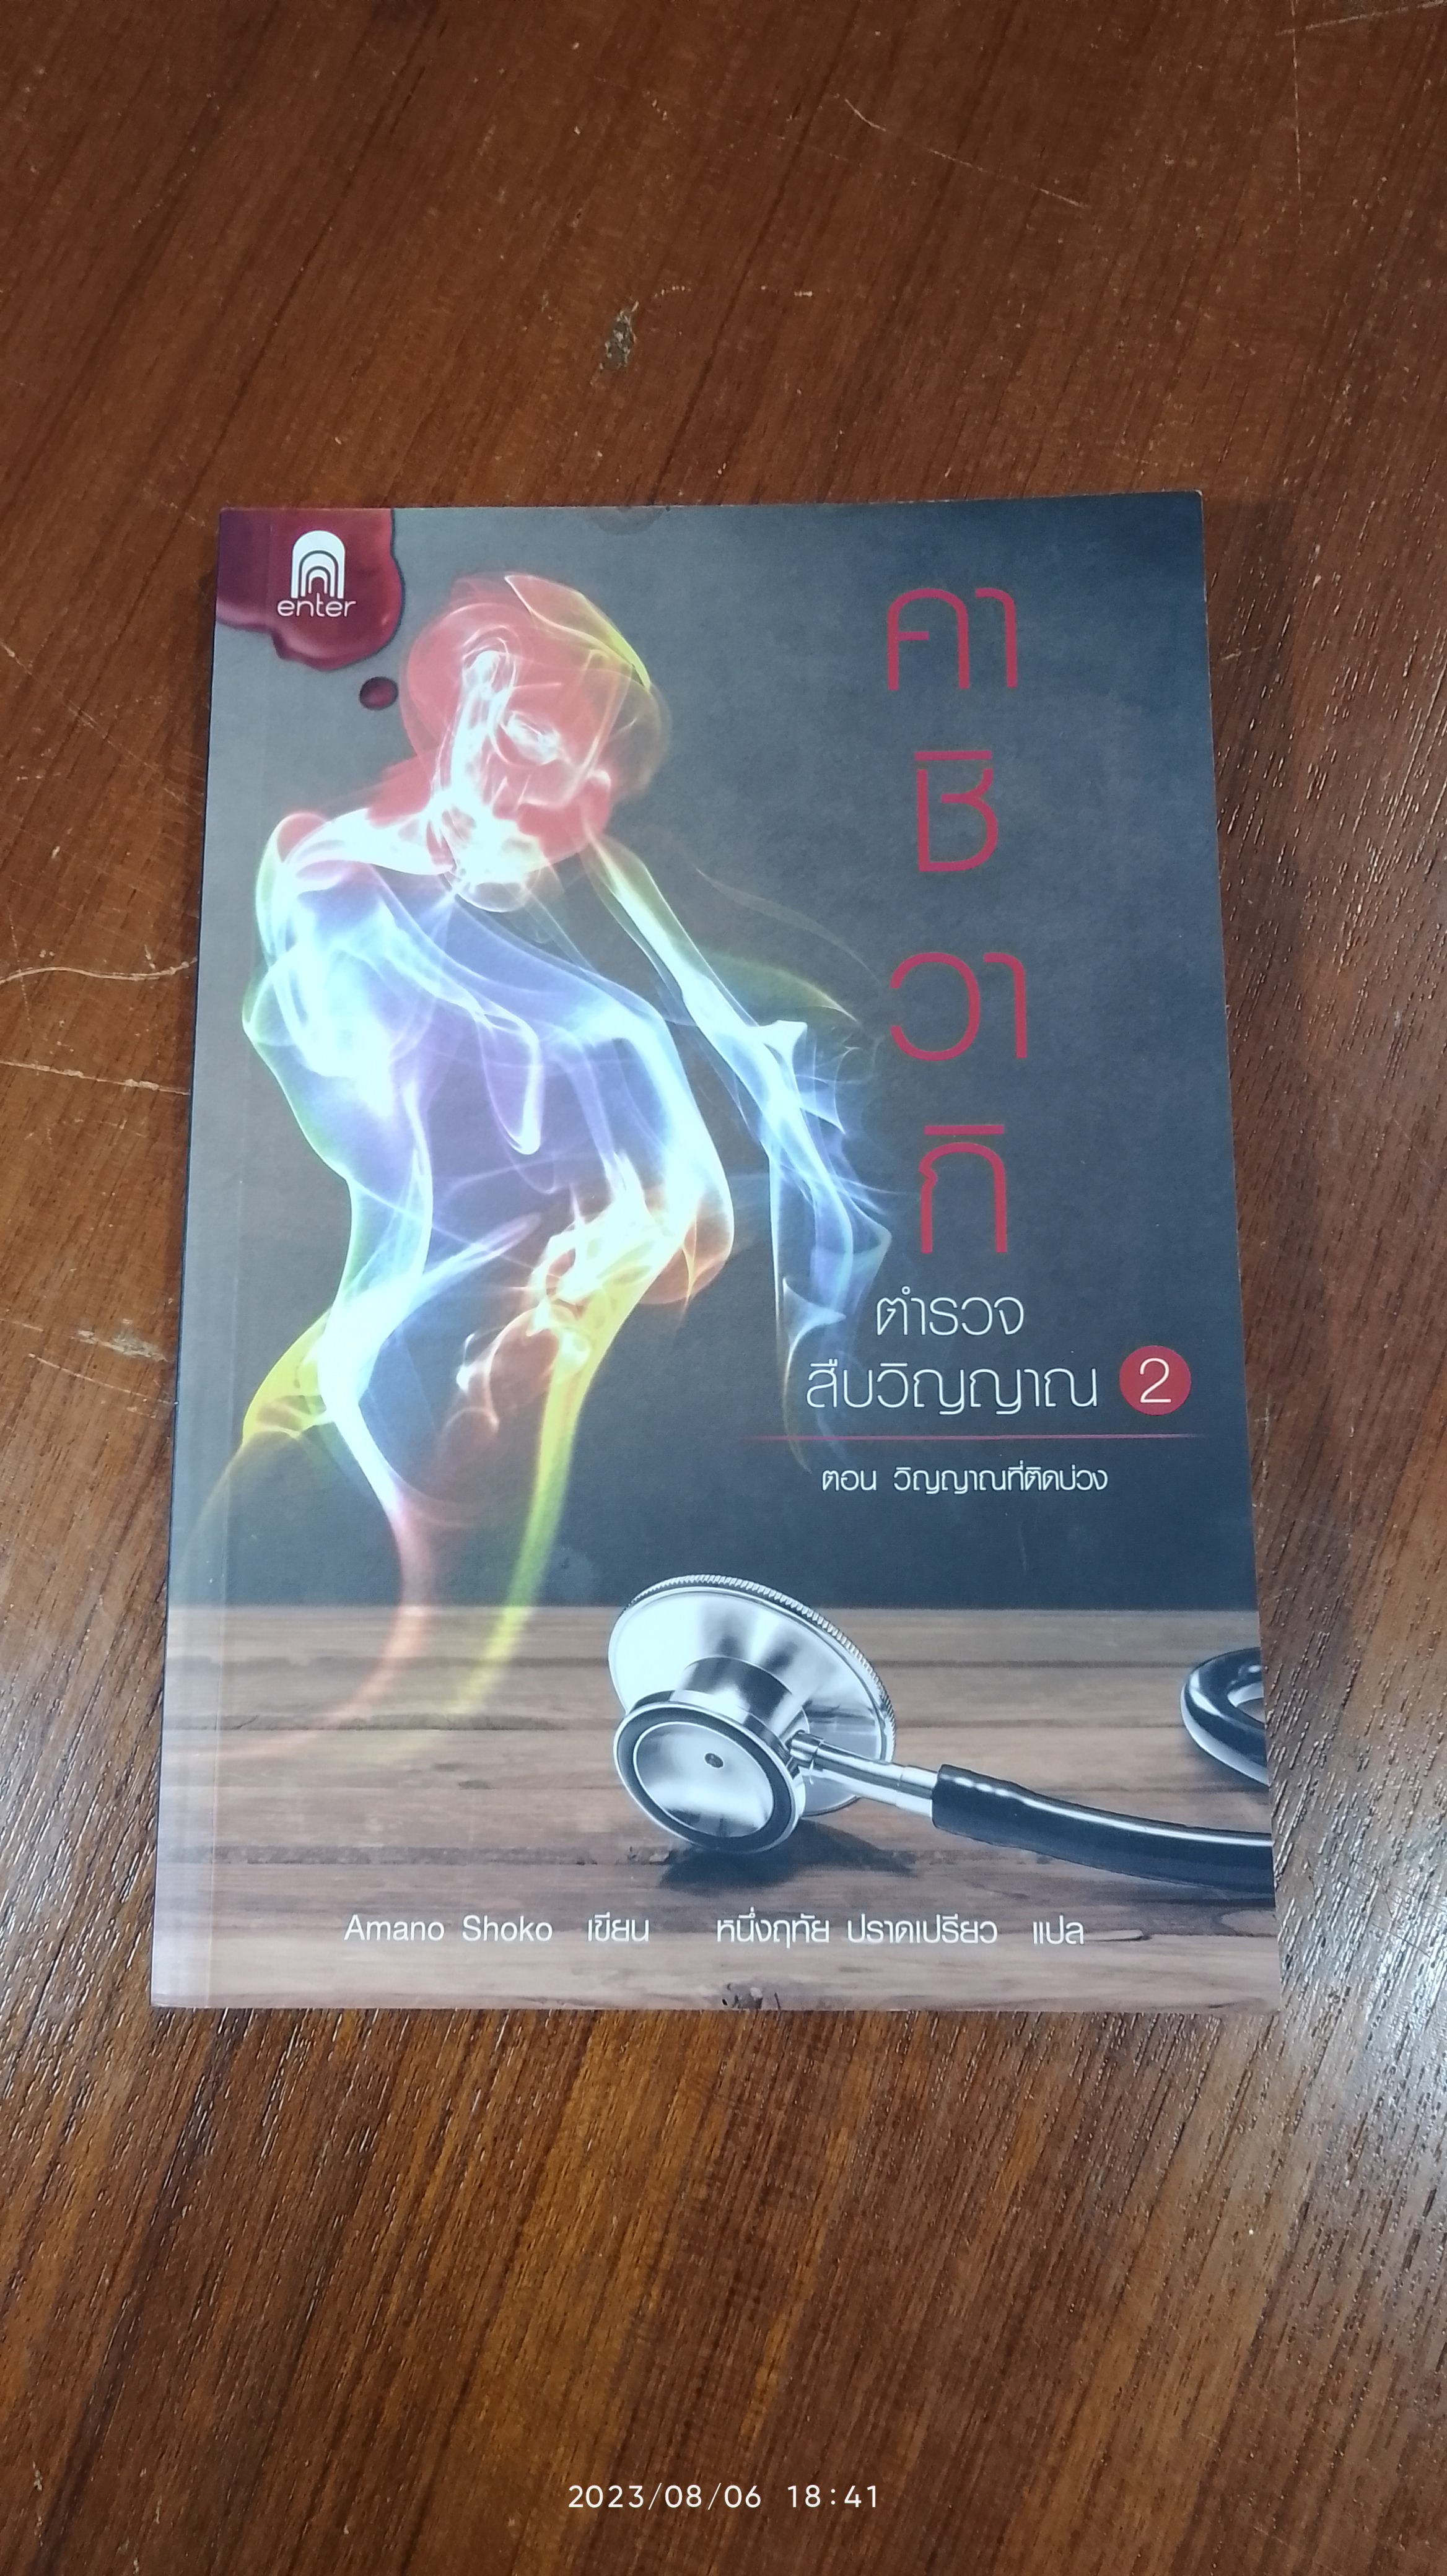 enter
คา
ชิ
วา
กิ
ตำรวจ
สืบวิญญาณ 2
ตอน วิญญาณที่ติดบ่วง
Amano Shoko เขียน หนึ่งฤทัย ปราดเปรียว แปล
2023/08/06 18:41